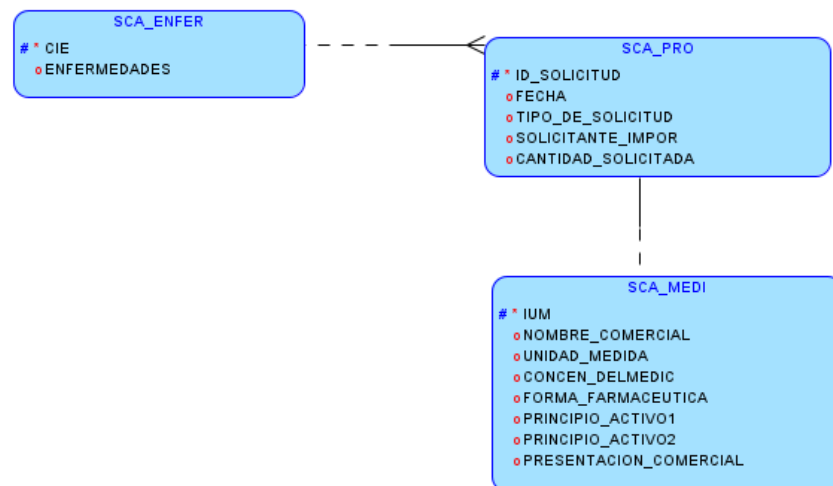 SCA_ENFER
# * CIE
o ENFERMEDADES
SCA_PRO
# * ID_SOLICITUD
o FECHA
o TIPO_DE_SOLICITUD
o SOLICITANTE_IMPOR
o CANTIDAD_SOLICITADA
SCA_MEDI
# * IUM
o NOMBRE_COMERCIAL
o UNIDAD_MEDIDA
o CONCEN_DELMEDIC
o FORMA_FARMACEUTICA
o PRINCIPIO_ACTIVO1
o PRINCIPIO_ACTIVO2
o PRESENTACION_COMERCIAL